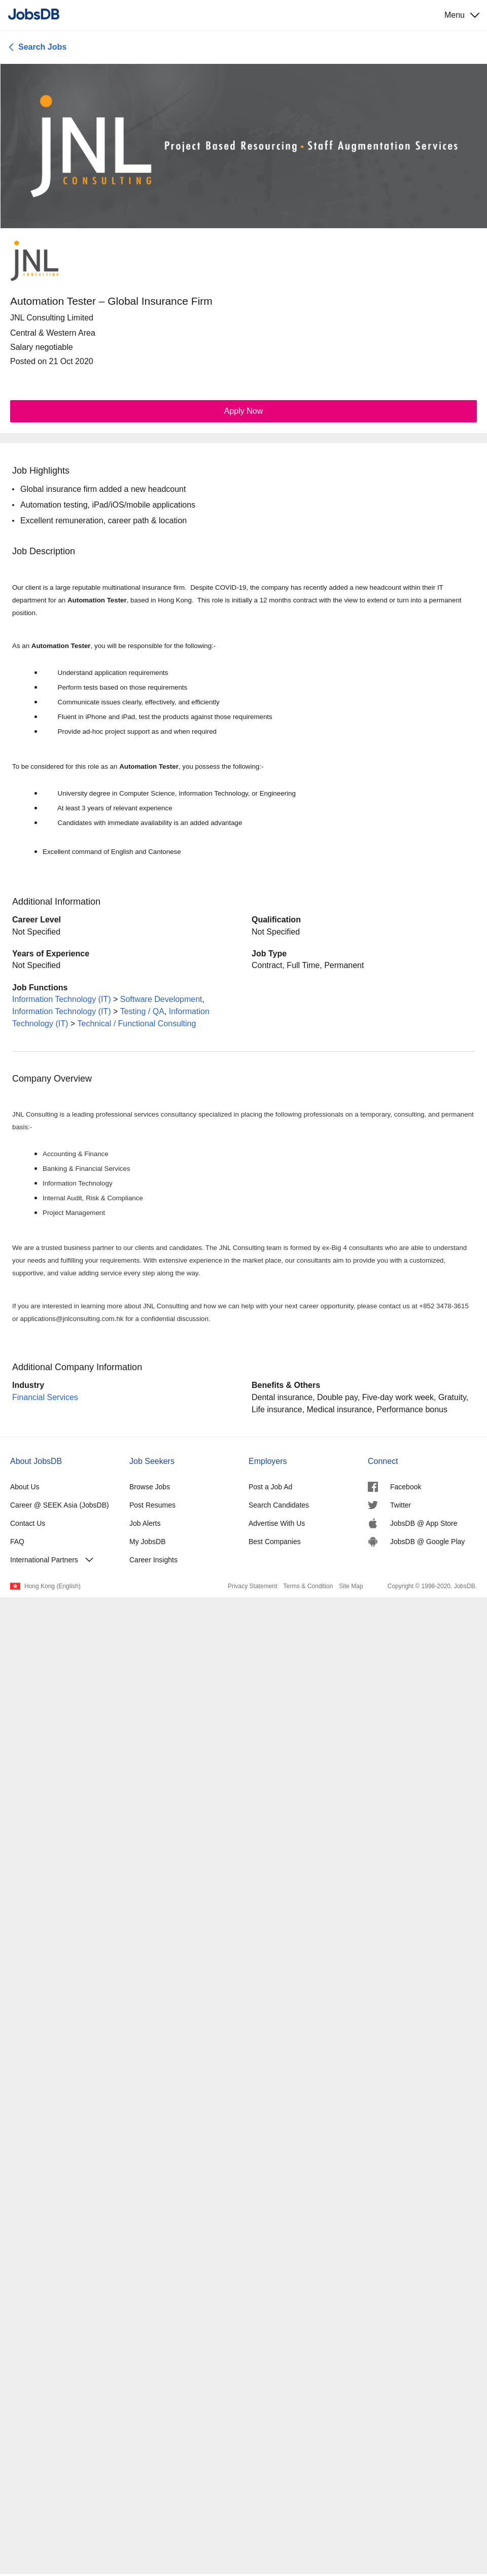 JobsDB
Menu
Search Jobs
JNL
CONSULTING
Project Based Resourcing • Staff Augmentation Services
JNL
CONSULTING
Automation Tester – Global Insurance Firm
JNL Consulting Limited
Central & Western Area
Salary negotiable
Posted on 21 Oct 2020
Apply Now
Job Highlights
• Global insurance firm added a new headcount
• Automation testing, iPad/iOS/mobile applications
• Excellent remuneration, career path & location
Job Description
Our client is a large reputable multinational insurance firm.  Despite COVID-19, the company has recently added a new headcount within their IT
department for an Automation Tester, based in Hong Kong.  This role is initially a 12 months contract with the view to extend or turn into a permanent
position.
As an Automation Tester, you will be responsible for the following:-
• Understand application requirements
• Perform tests based on those requirements
• Communicate issues clearly, effectively, and efficiently
• Fluent in iPhone and iPad, test the products against those requirements
• Provide ad-hoc project support as and when required
To be considered for this role as an Automation Tester, you possess the following:-
• University degree in Computer Science, Information Technology, or Engineering
• At least 3 years of relevant experience
• Candidates with immediate availability is an added advantage
• Excellent command of English and Cantonese
Additional Information
Career Level
Not Specified
Qualification
Not Specified
Years of Experience
Not Specified
Job Type
Contract, Full Time, Permanent
Job Functions
Information Technology (IT) > Software Development,
Information Technology (IT) > Testing / QA, Information
Technology (IT) > Technical / Functional Consulting
Company Overview
JNL Consulting is a leading professional services consultancy specialized in placing the following professionals on a temporary, consulting, and permanent
basis:-
• Accounting & Finance
• Banking & Financial Services
• Information Technology
• Internal Audit, Risk & Compliance
• Project Management
We are a trusted business partner to our clients and candidates. The JNL Consulting team is formed by ex-Big 4 consultants who are able to understand
your needs and fulfilling your requirements. With extensive experience in the market place, our consultants aim to provide you with a customized,
supportive, and value adding service every step along the way.
If you are interested in learning more about JNL Consulting and how we can help with your next career opportunity, please contact us at +852 3478-3615
or applications@jnlconsulting.com.hk for a confidential discussion.
Additional Company Information
Industry
Financial Services
Benefits & Others
Dental insurance, Double pay, Five-day work week, Gratuity,
Life insurance, Medical insurance, Performance bonus
About JobsDB
About Us
Career @ SEEK Asia (JobsDB)
Contact Us
FAQ
International Partners
Job Seekers
Browse Jobs
Post Resumes
Job Alerts
My JobsDB
Career Insights
Employers
Post a Job Ad
Search Candidates
Advertise With Us
Best Companies
Connect
Facebook
Twitter
JobsDB @ App Store
JobsDB @ Google Play
Hong Kong (English)
Privacy Statement Terms & Condition Site Map
Copyright © 1998-2020, JobsDB.